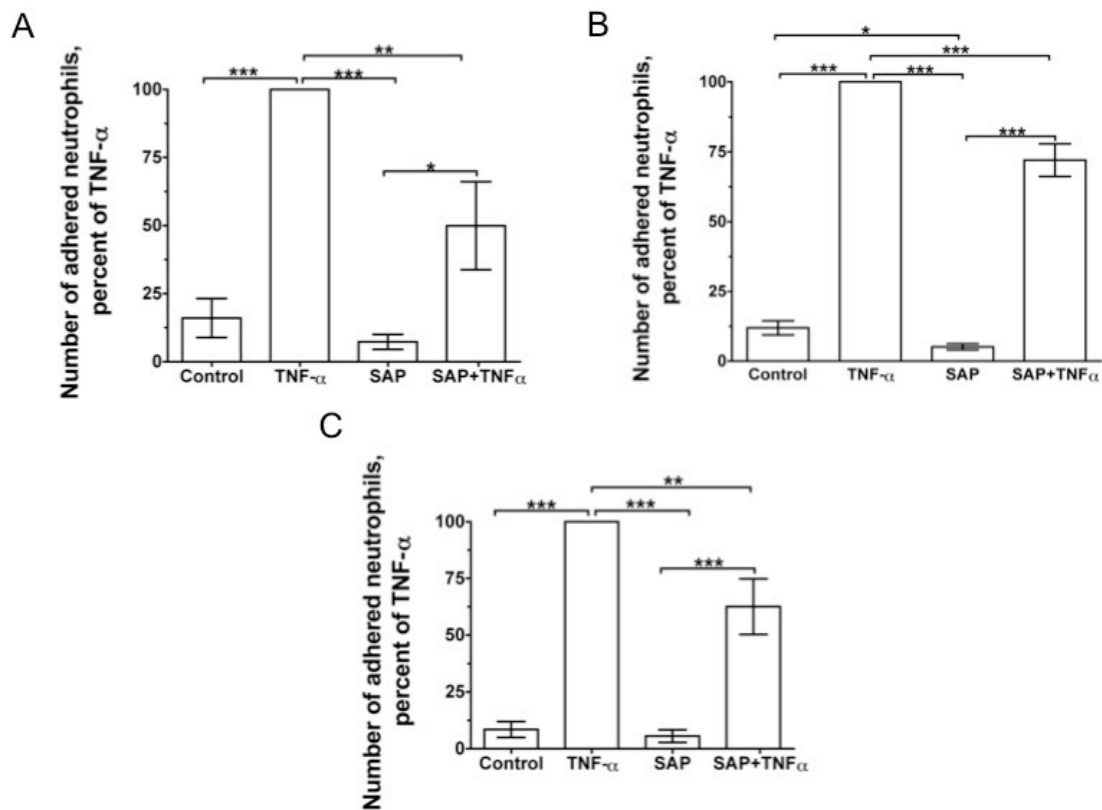 A
Number of adhered neutrophils,
percent of TNF-α
100
75
50
25
0
**
***
***
*
Control
TNF-α
SAP
SAP+TNFα
B
Number of adhered neutrophils,
percent of TNF-α
100
75
50
25
0
*
***
***
***
***
Control
TNF-α
SAP
SAP+TNFα
C
Number of adhered neutrophils,
percent of TNF-α
100
75
50
25
0
**
***
***
***
Control
TNF-α
SAP
SAP+TNFα